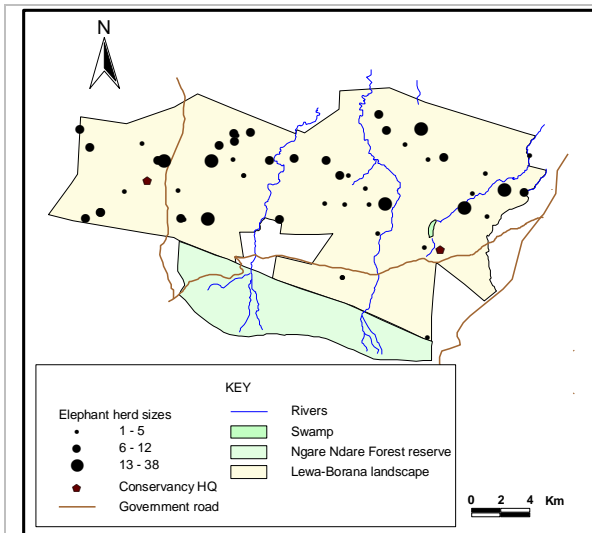 N
KEY
Elephant herd sizes
1 - 5
6 - 12
13 - 38
Conservancy HQ
Government road
Rivers
Swamp
Ngare Ndare Forest reserve
Lewa-Borana landscape
0 2 4 Km